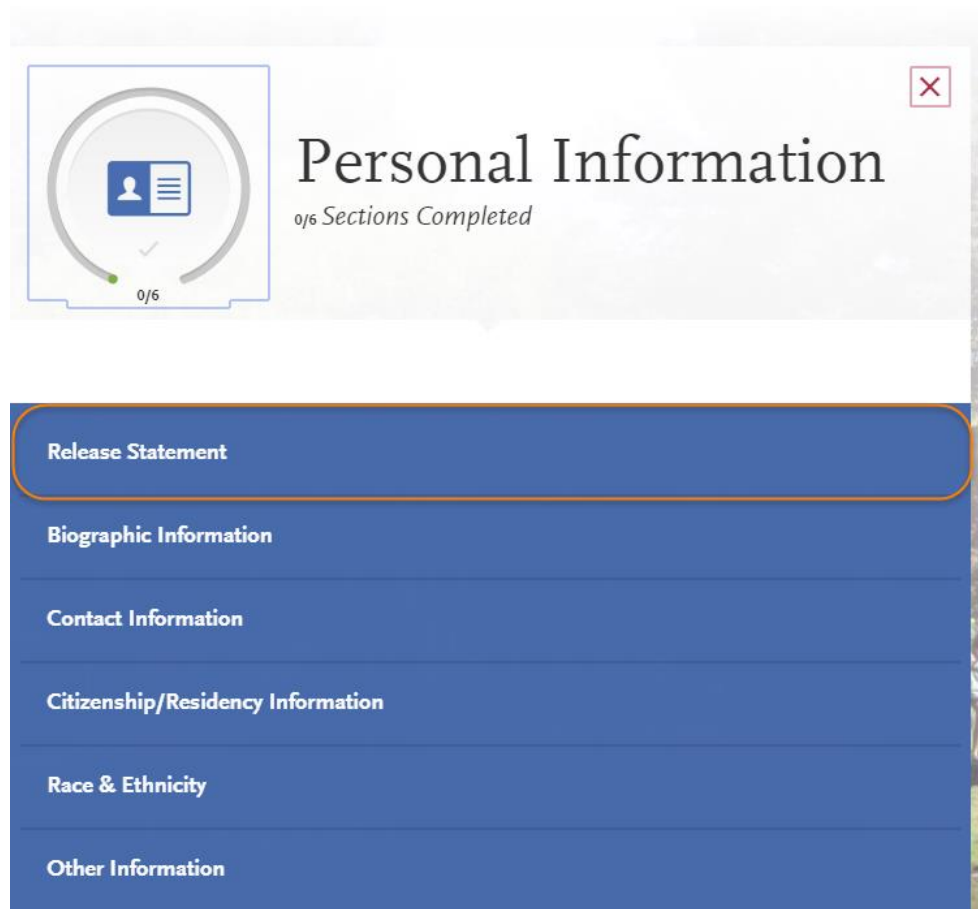 Personal Information
0/6 Sections Completed
0/6
Release Statement
Biographic Information
Contact Information
Citizenship/Residency Information
Race & Ethnicity
Other Information